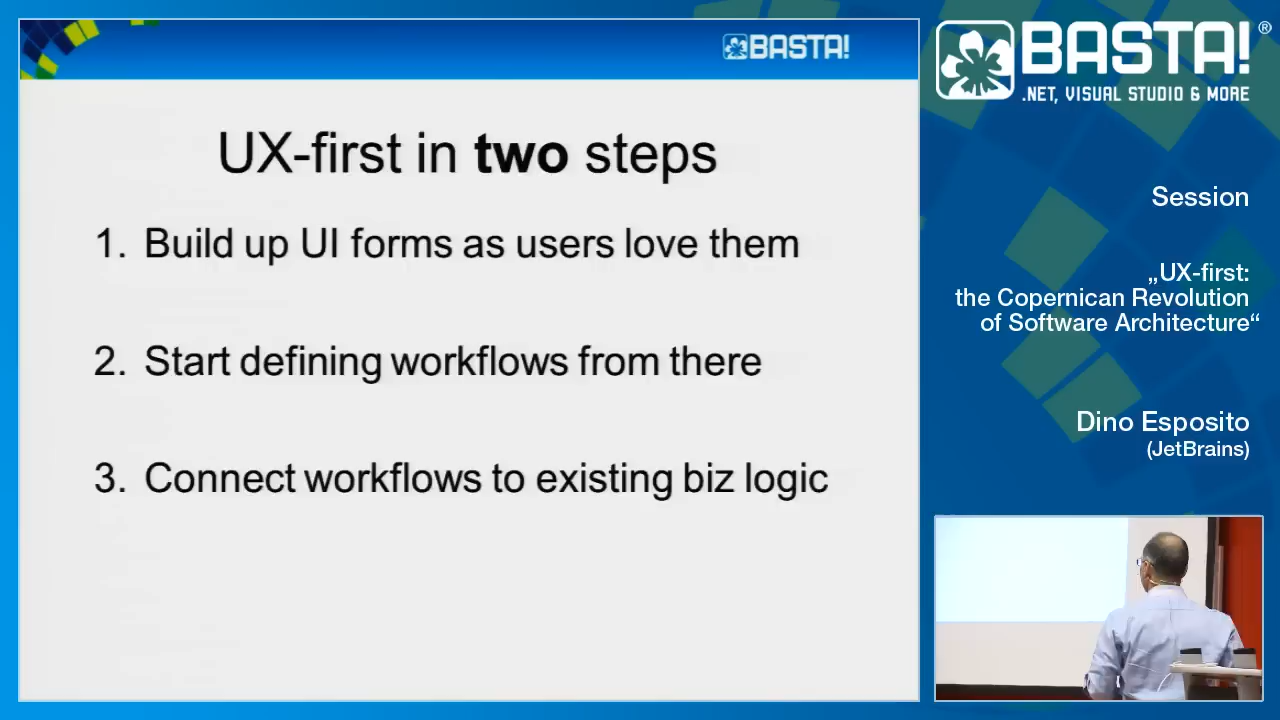 BASTA!
UX-first in two steps
1. Build up UI forms as users love them
2. Start defining workflows from there
3. Connect workflows to existing biz logic
BASTA!®
.NET, VISUAL STUDIO & MORE
Session
„UX-first:
the Copernican Revolution
of Software Architecture“
Dino Esposito
(JetBrains)